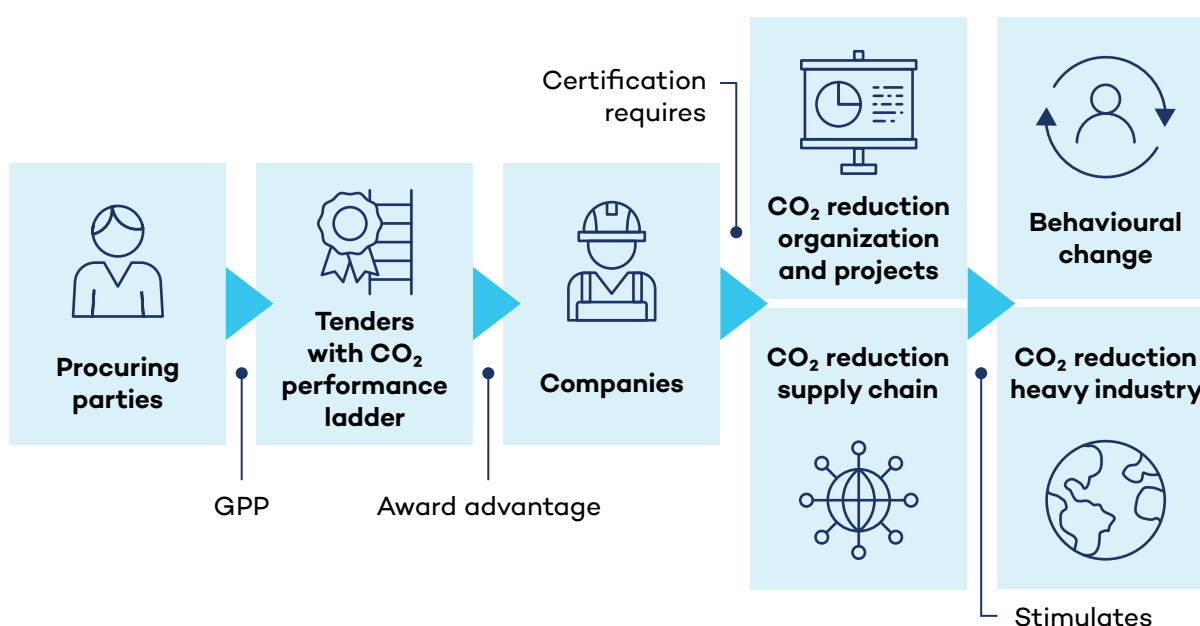 Certification
requires
Procuring
parties
Tenders
with CO₂
performance
ladder
Companies
CO₂ reduction
organization
and projects
Behavioural
change
CO₂ reduction
supply chain
CO₂ reduction
heavy industry
GPP
Award advantage
Stimulates